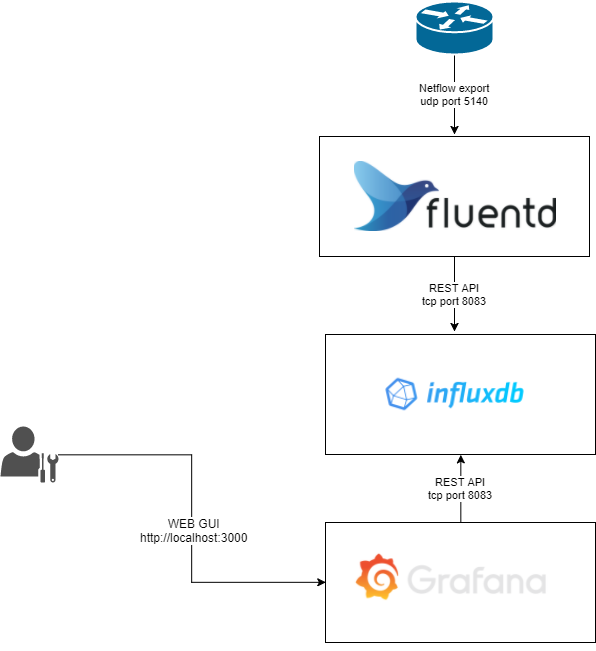 Netflow export
udp port 5140
fluentd
REST API
tcp port 8083
influxdb
REST API
tcp port 8083
WEB GUI
http://localhost:3000
Grafana